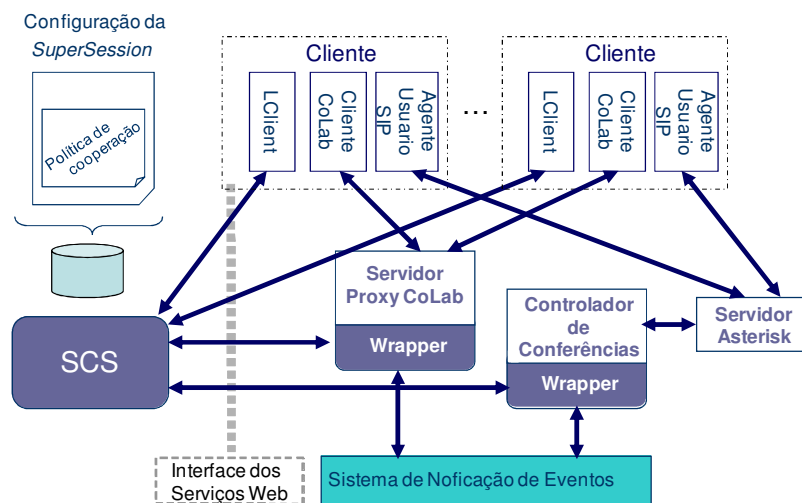 Configuração da
SuperSession
Política de
cooperação
Cliente
LClient
Cliente
CoLab
Agente
Usuario
SIP
...
Cliente
LClient
Cliente
CoLab
Agente
Usuario
SIP
Servidor
Proxy CoLab
Wrapper
Controlador
de
Conferências
Wrapper
Servidor
Asterisk
SCS
Interface dos
Serviços Web
Sistema de Noficação de Eventos